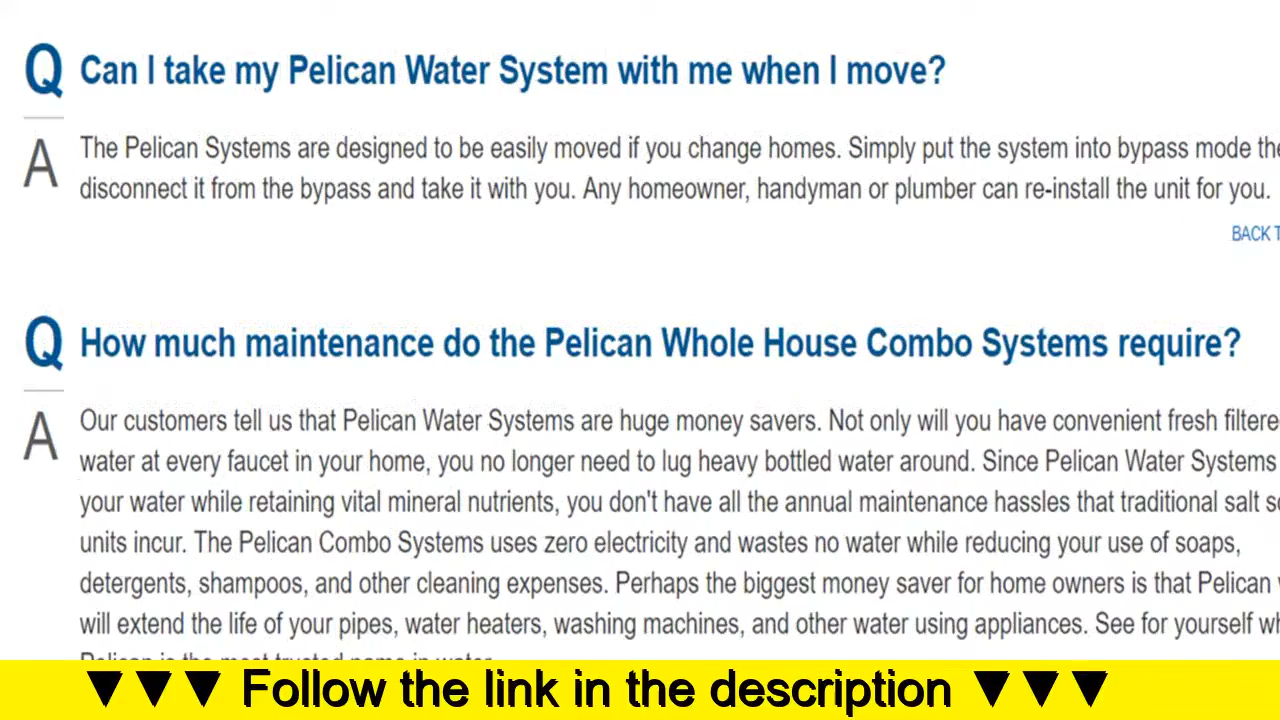 Q Can I take my Pelican Water System with me when I move?
A The Pelican Systems are designed to be easily moved if you change homes. Simply put the system into bypass mode
disconnect it from the bypass and take it with you. Any homeowner, handyman or plumber can re-install the unit for you.
BACK
Q How much maintenance do the Pelican Whole House Combo Systems require?
A Our customers tell us that Pelican Water Systems are huge money savers. Not only will you have convenient fresh
water at every faucet in your home, you no longer need to lug heavy bottled water around. Since Pelican Water Systems
your water while retaining vital mineral nutrients, you don't have all the annual maintenance hassles that traditional salt
units incur. The Pelican Combo Systems uses zero electricity and wastes no water while reducing your use of soaps,
detergents, shampoos, and other cleaning expenses. Perhaps the biggest money saver for home owners is that Pelican
will extend the life of your pipes, water heaters, washing machines, and other water using appliances. See for yourself
Pelican is the most trusted name in water.
▼▼▼ Follow the link in the description ▼▼▼